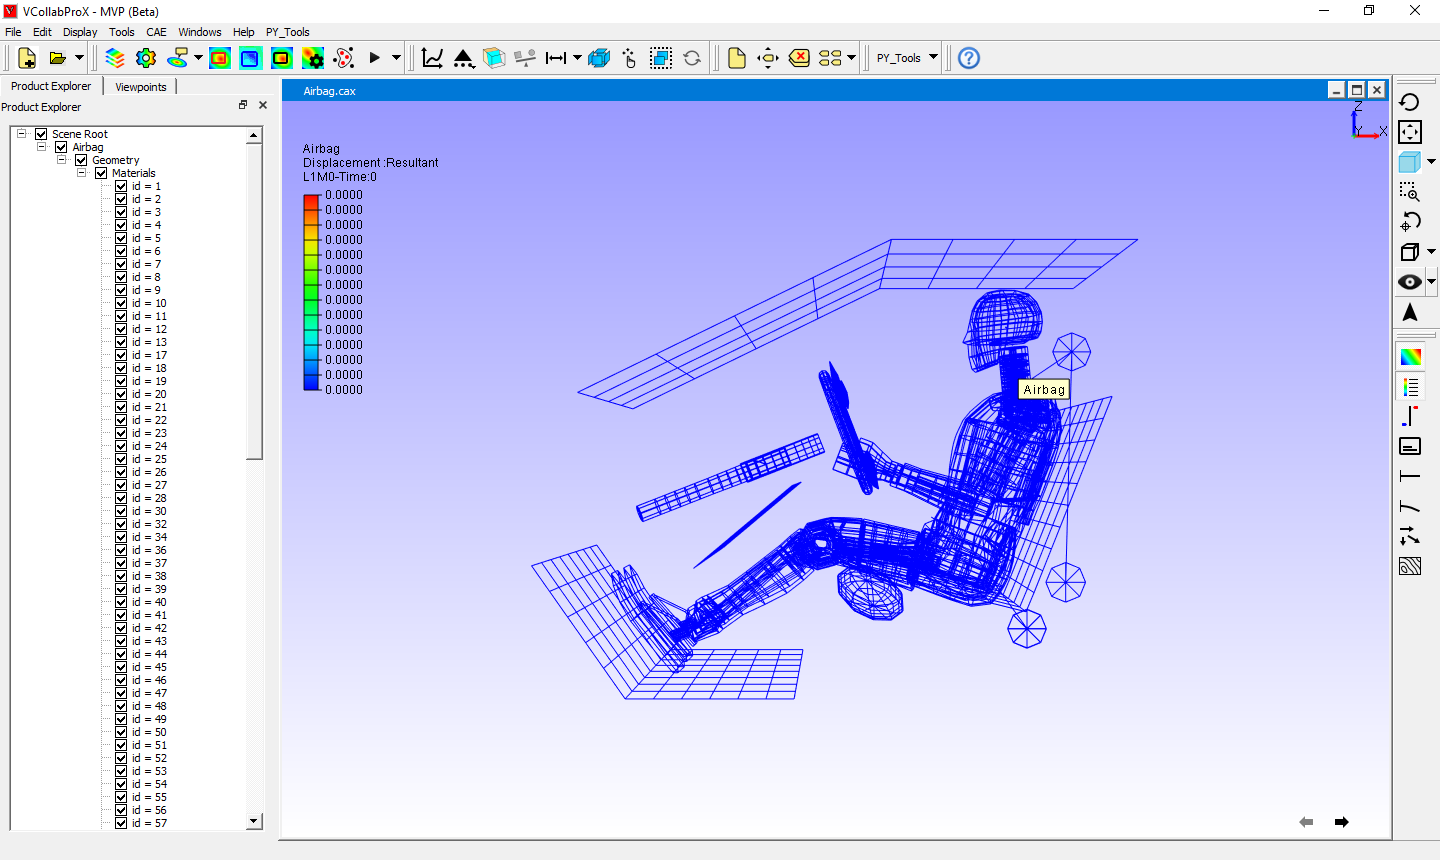 VCollabProX - MVP (Beta)
File Edit Display Tools CAE Windows Help PY_Tools
PY_Tools
Product Explorer Viewpoints
Product Explorer
Scene Root
Airbag
Geometry
Materials
id = 1
id = 2
id = 3
id = 4
id = 5
id = 6
id = 7
id = 8
id = 9
id = 10
id = 11
id = 12
id = 13
id = 17
id = 18
id = 19
id = 20
id = 21
id = 22
id = 23
id = 24
id = 25
id = 26
id = 27
id = 28
id = 30
id = 32
id = 34
id = 36
id = 37
id = 38
id = 39
id = 40
id = 41
id = 42
id = 43
id = 44
id = 45
id = 46
id = 47
id = 48
id = 49
id = 50
id = 51
id = 52
id = 53
id = 54
id = 55
id = 56
id = 57
Airbag.cax
Z
Y X
Airbag
Displacement :Resultant
L1M0-Time:0
0.0000
0.0000
0.0000
0.0000
0.0000
0.0000
0.0000
0.0000
0.0000
0.0000
0.0000
0.0000
0.0000
0.0000
Airbag